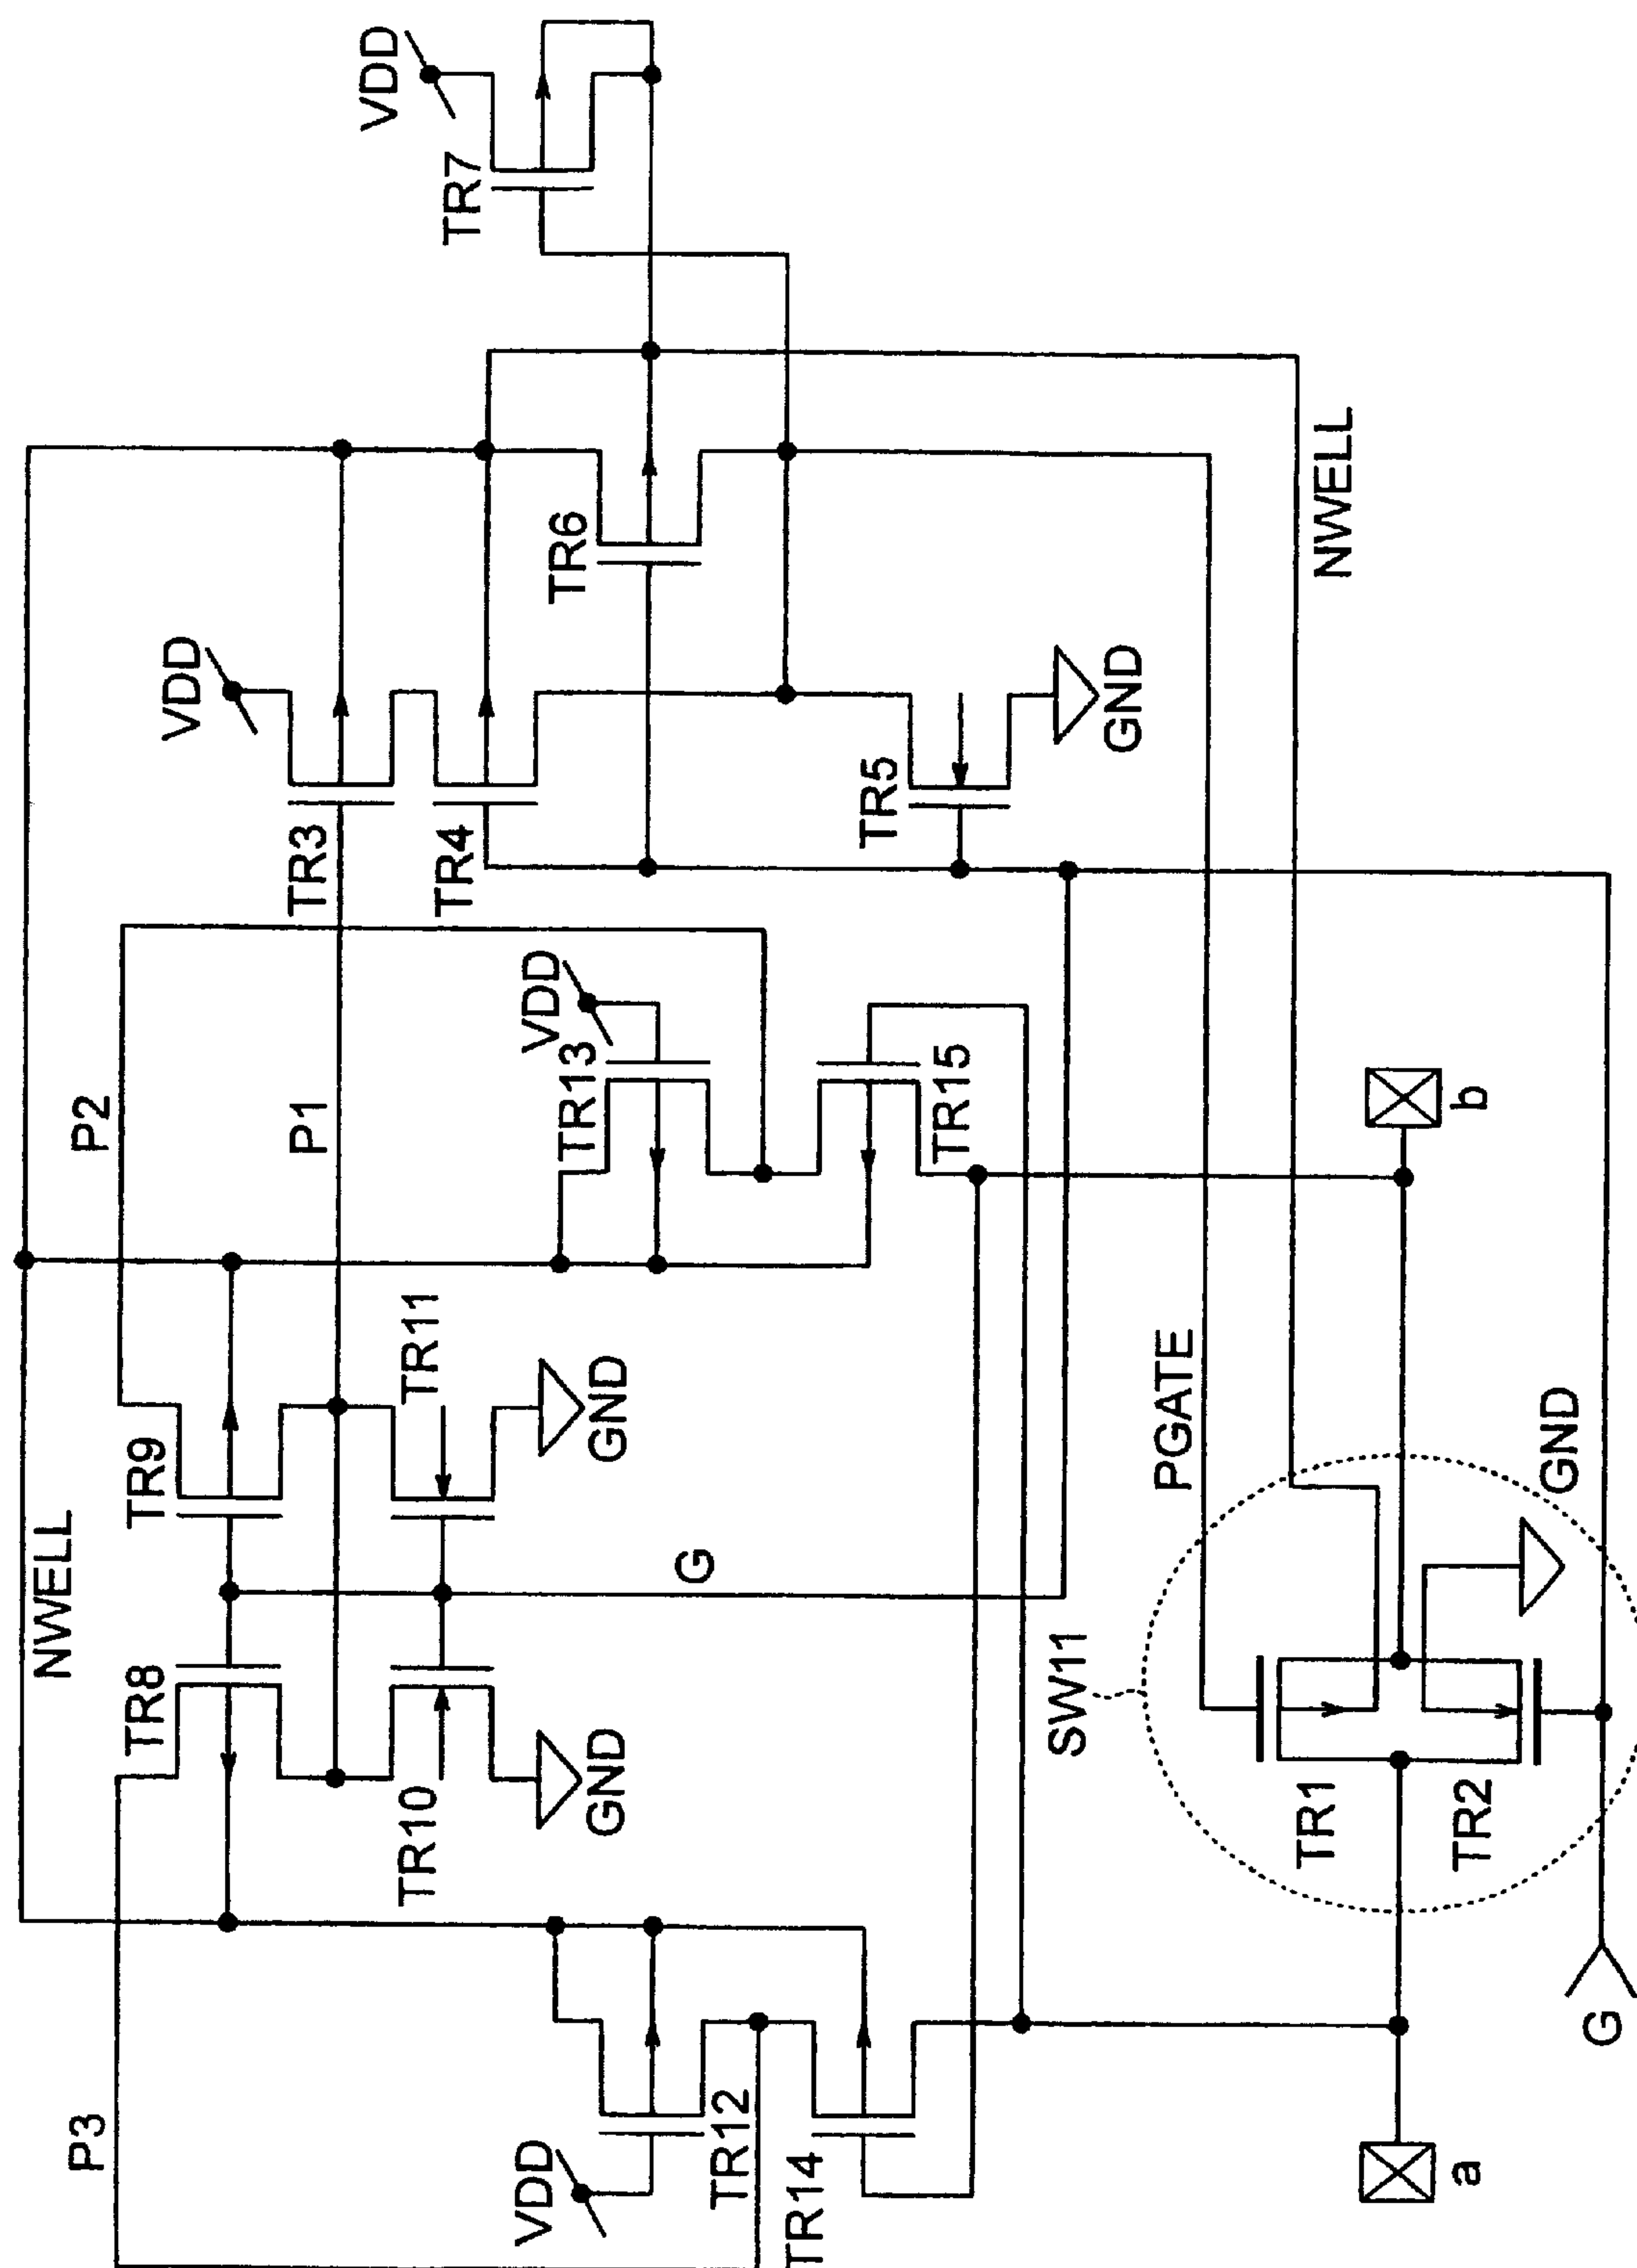 VDD
TR7
NWELL
VDD
TR6
TR3
TR4
TR5
GND
P2
P1
VDD
TR13
TR15
b
NWELL
TR9
TR11
GND
PGATE
GND
G
TR8
TR10
GND
SW11
TR1
TR2
P3
VDD
TR12
TR14
a
G